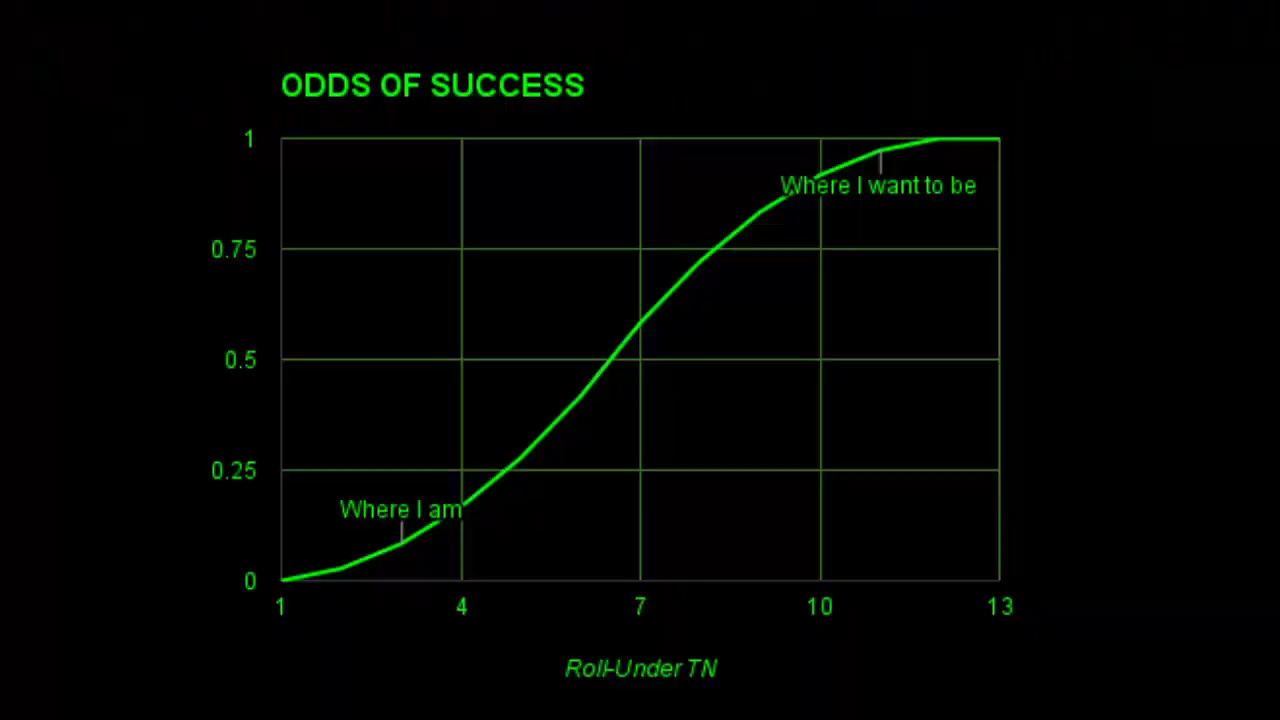 ODDS OF SUCCESS
1
Where I want to be
0.75
0.5
0.25
Where I am
0
1 4 7 10 13
Roll-Under TN